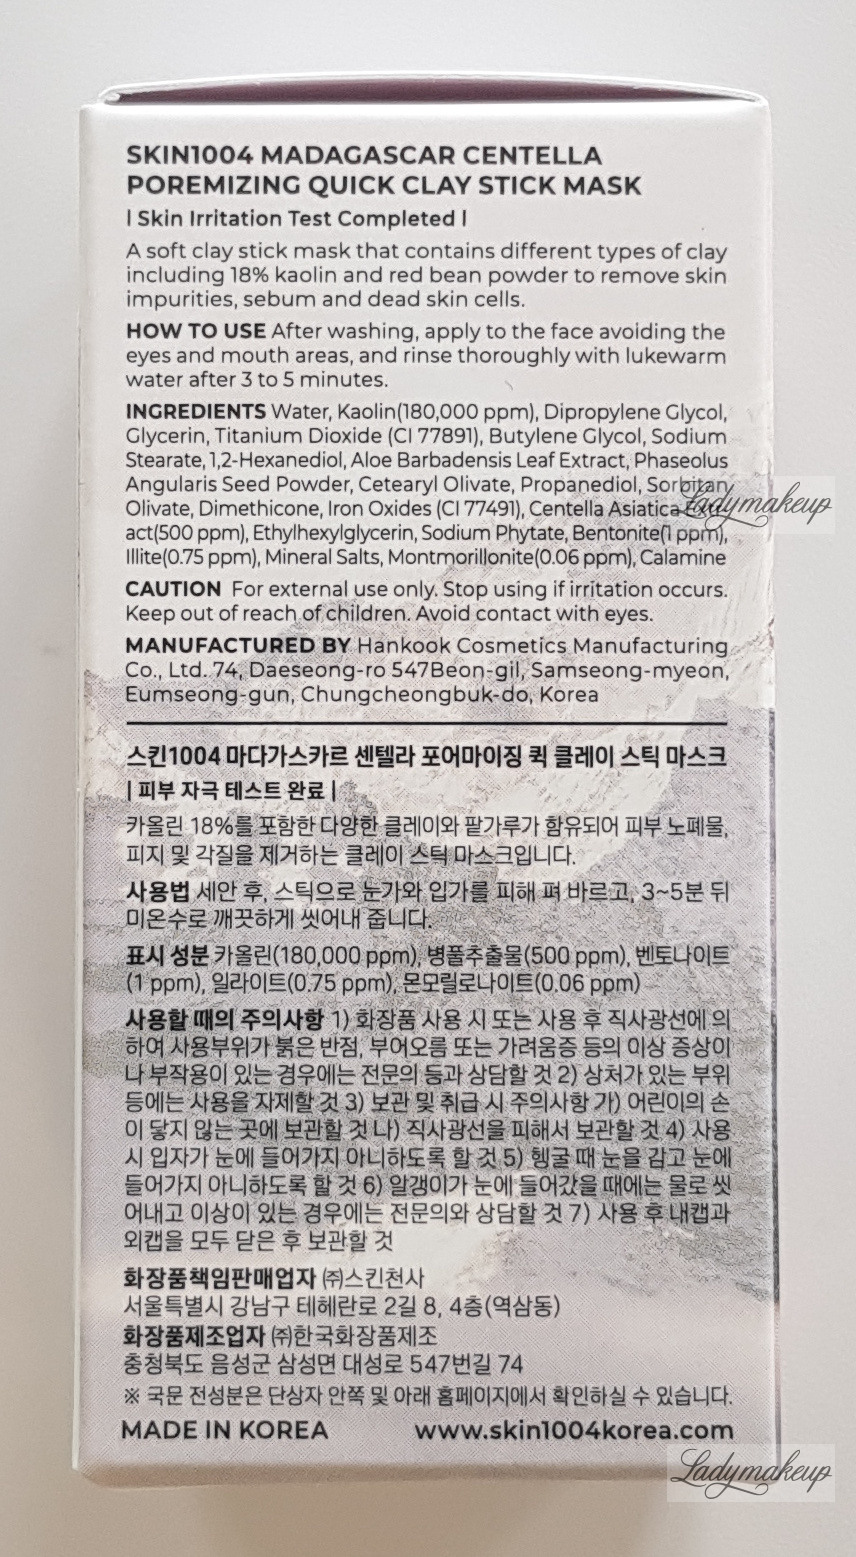 SKIN1004 MADAGASCAR CENTELLA
POREMIZING QUICK CLAY STICK MASK
I Skin Irritation Test Completed I
A soft clay stick mask that contains different types of clay
including 18% kaolin and red bean powder to remove skin
impurities, sebum and dead skin cells.
HOW TO USE After washing, apply to the face avoiding the
eyes and mouth areas, and rinse thoroughly with lukewarm
water after 3 to 5 minutes.
INGREDIENTS Water, Kaolin(180,000 ppm), Dipropylene Glycol,
Glycerin, Titanium Dioxide (CI 77891), Butylene Glycol, Sodium
Stearate, 1,2-Hexanediol, Aloe Barbadensis Leaf Extract, Phaseolus
Angularis Seed Powder, Cetearyl Olivate, Propanediol, Sorbitan
Olivate, Dimethicone, Iron Oxides (CI 77491), Centella Asiatica
Ladymakeup
act(500 ppm), Ethylhexylglycerin, Sodium Phytate, Bentonite(1 ppm),
Illite(0.75 ppm), Mineral Salts, Montmorillonite(0.06 ppm), Calamine
CAUTION For external use only. Stop using if irritation occurs.
Keep out of reach of children. Avoid contact with eyes.
MANUFACTURED BY Hankook Cosmetics Manufacturing
Co., Ltd. 74, Daeseong-ro 547Beon-gil, Samseong-myeon,
Eumseong-gun, Chungcheongbuk-do, Korea
스킨1004 마다가스카르 센텔라 포어마이징 퀵 클레이 스틱 마스크
| 피부 자극 테스트 완료 |
카올린 18%를 포함한 다양한 클레이와 팥가루가 함유되어 피부 노폐물,
피지 및 각질을 제거하는 클레이 스틱 마스크입니다.
사용법 세안 후, 스틱으로 눈가와 입가를 피해 펴 바르고, 3~5분 뒤
미온수로 깨끗하게 씻어내 줍니다.
표시 성분 카올린(180,000 ppm), 병풀추출물(500 ppm), 벤토나이트
(1 ppm), 일라이트(0.75 ppm), 몬모릴로나이트(0.06 ppm)
사용할 때의 주의사항 1) 화장품 사용 시 또는 사용 후 직사광선에 의
하여 사용부위가 붉은 반점, 부어오름 또는 가려움증 등의 이상 증상이
나 부작용이 있는 경우에는 전문의 등과 상담할 것 2) 상처가 있는 부위
등에는 사용을 자제할 것 3) 보관 및 취급 시 주의사항 가) 어린이의 손
이 닿지 않는 곳에 보관할 것 나) 직사광선을 피해서 보관할 것 4) 사용
시 입자가 눈에 들어가지 아니하도록 할 것 5) 헹굴 때 눈을 감고 눈에
들어가지 아니하도록 할 것 6) 알갱이가 눈에 들어갔을 때에는 물로 씻
어내고 이상이 있는 경우에는 전문의와 상담할 것 7) 사용 후 내캡과
외캡을 모두 닫은 후 보관할 것
화장품책임판매업자 ㈜스킨천사
서울특별시 강남구 테헤란로 2길 8, 4층(역삼동)
화장품제조업자 ㈜한국화장품제조
충청북도 음성군 삼성면 대성로 547번길 74
※ 국문 전성분은 단상자 안쪽 및 아래 홈페이지에서 확인하실 수 있습니다.
MADE IN KOREA www.skin1004korea.com
Ladymakeup